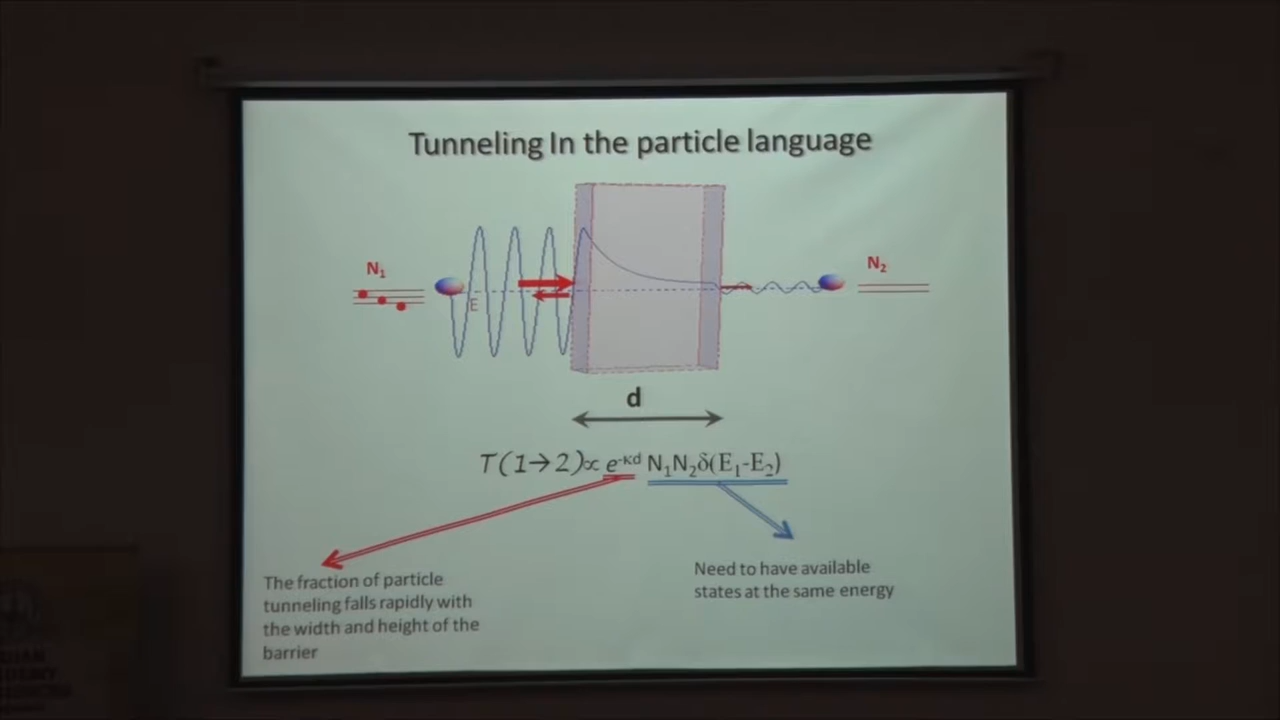 Tunneling In the particle language
N₁
N₂
E
d
T(1→2)∝ e⁻ᴷᵈ N₁N₂δ(E₁-E₂)
The fraction of particle
tunneling falls rapidly with
the width and height of the
barrier
Need to have available
states at the same energy